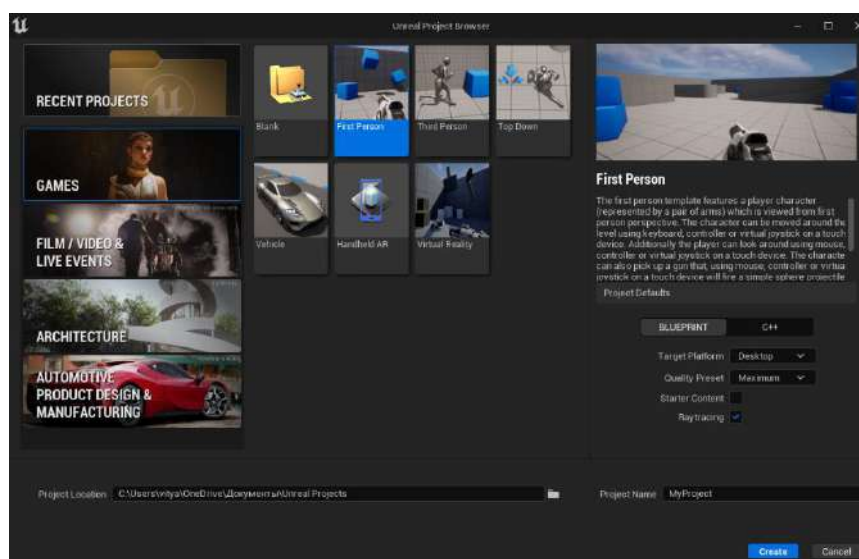 Unreal Project Browser
RECENT PROJECTS
GAMES
FILM / VIDEO &
LIVE EVENTS
ARCHITECTURE
AUTOMOTIVE
PRODUCT DESIGN &
MANUFACTURING
Blank
First Person
Third Person
Top Down
Vehicle
Handheld AR
Virtual Reality
First Person
The first person template features a player character
(represented by a pair of arms) which is viewed from first
person perspective. The character can be moved around the
level using keyboard, controller or virtual joystick on a touch
device. Additionally the player can look around using mouse,
controller or virtual joystick on a touch device. The characte
can also pick up a gun that, using mouse, controller or virtua
joystick on a touch device will fire a simple sphere projectile
Project Defaults
BLUEPRINT
C++
Target Platform Desktop
Quality Preset Maximum
Starter Content
Raytracing
Project Location C:\Users\vitya\OneDrive\Документы\Unreal Projects
Project Name MyProject
Create
Cancel